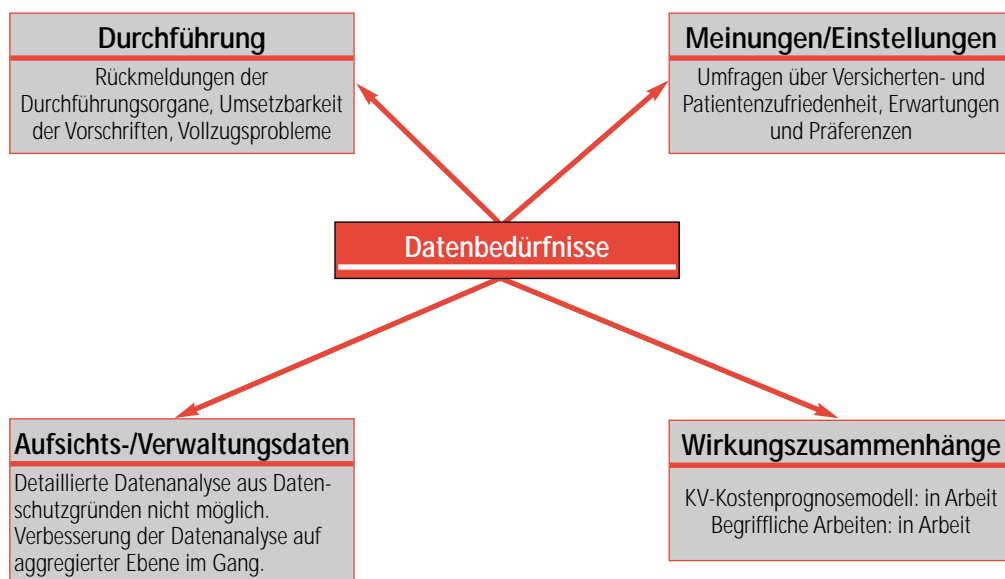 Durchführung
Rückmeldungen der
Durchführungsorgane, Umsetzbarkeit
der Vorschriften, Vollzugsprobleme
Meinungen/Einstellungen
Umfragen über Versicherten- und
Patientenzufriedenheit, Erwartungen
und Präferenzen
Datenbedürfnisse
Aufsichts-/Verwaltungsdaten
Detaillierte Datenanalyse aus Daten-
schutzgründen nicht möglich.
Verbesserung der Datenanalyse auf
aggregierter Ebene im Gang.
Wirkungszusammenhänge
KV-Kostenprognosemodell: in Arbeit
Begriffliche Arbeiten: in Arbeit